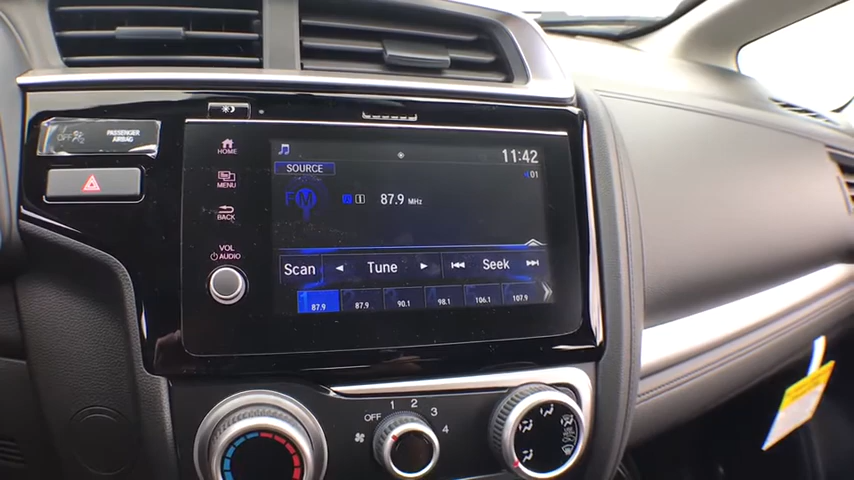 OFF
PASSENGER
AIRBAG
HOME
MENU
BACK
VOL
AUDIO
11:42
SOURCE
01
FM
1
87.9 MHz
Scan
Tune
Seek
87.9
87.9
90.1
98.1
106.1
107.9
OFF
1
2
3
4